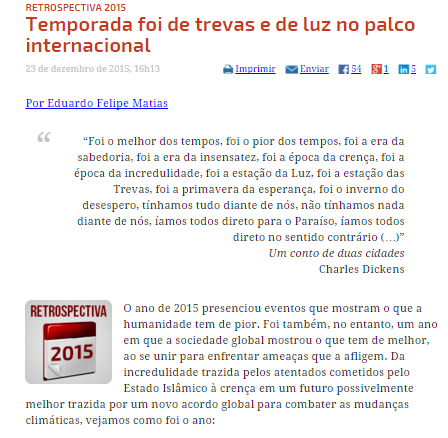 RETROSPECTIVA 2015
Temporada foi de trevas e de luz no palco
internacional
23 de dezembro de 2015, 16h13
Imprimir Enviar 54 1 5
Por Eduardo Felipe Matias
“Foi o melhor dos tempos, foi o pior dos tempos, foi a era da
sabedoria, foi a era da insensatez, foi a época da crença, foi a
época da incredulidade, foi a estação da Luz, foi a estação das
Trevas, foi a primavera da esperança, foi o inverno do
desespero, tínhamos tudo diante de nós, não tínhamos nada
diante de nós, íamos todos direto para o Paraíso, íamos todos
direto no sentido contrário (…)”
Um conto de duas cidades
Charles Dickens
RETROSPECTIVA
2015
O ano de 2015 presenciou eventos que mostram o que a
humanidade tem de pior. Foi também, no entanto, um ano
em que a sociedade global mostrou o que tem de melhor,
ao se unir para enfrentar ameaças que a afligem. Da
incredulidade trazida pelos atentados cometidos pelo
Estado Islâmico à crença em um futuro possivelmente
melhor trazida por um novo acordo global para combater as mudanças
climáticas, vejamos como foi o ano: